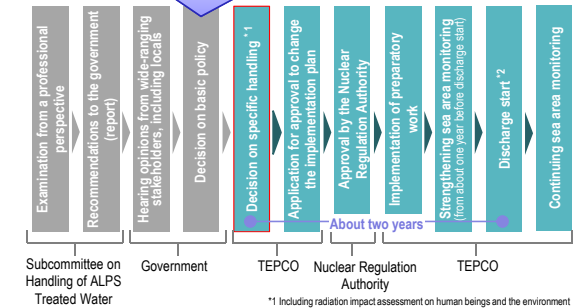 Examination from a professional
perspective
Recommendations to the government
(report)
Hearing opinions from wide-ranging
stakeholders, including locals
Decision on basic policy
Decision on specific handling *1
Application for approval to change
the implementation plan
Approval by the Nuclear
Regulation Authority
Implementation of preparatory
work
Strengthening sea area monitoring
(from about one year before discharge start)
Discharge start *2
Continuing sea area monitoring
About two years
Subcommittee on
Handling of ALPS
Treated Water
Government
TEPCO
Nuclear Regulation
Authority
TEPCO
*1 Including radiation impact assessment on human beings and the environment